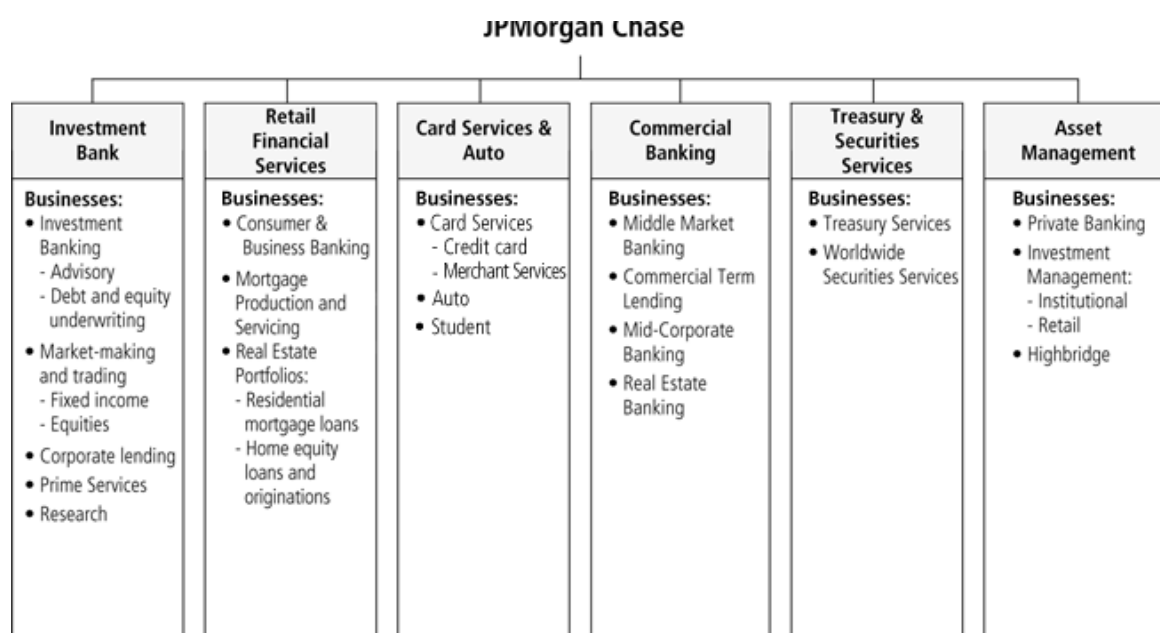 JPMorgan Chase
Investment
Bank
Businesses:
• Investment
Banking
- Advisory
- Debt and equity
underwriting
• Market-making
and trading
- Fixed income
- Equities
• Corporate lending
• Prime Services
• Research
Retail
Financial
Services
Businesses:
• Consumer &
Business Banking
• Mortgage
Production and
Servicing
• Real Estate
Portfolios:
- Residential
mortgage loans
- Home equity
loans and
originations
Card Services &
Auto
Businesses:
• Card Services
- Credit card
- Merchant Services
• Auto
• Student
Commercial
Banking
Businesses:
• Middle Market
Banking
• Commercial Term
Lending
• Mid-Corporate
Banking
• Real Estate
Banking
Treasury &
Securities
Services
Businesses:
• Treasury Services
• Worldwide
Securities Services
Asset
Management
Businesses:
• Private Banking
• Investment
Management:
- Institutional
- Retail
• Highbridge